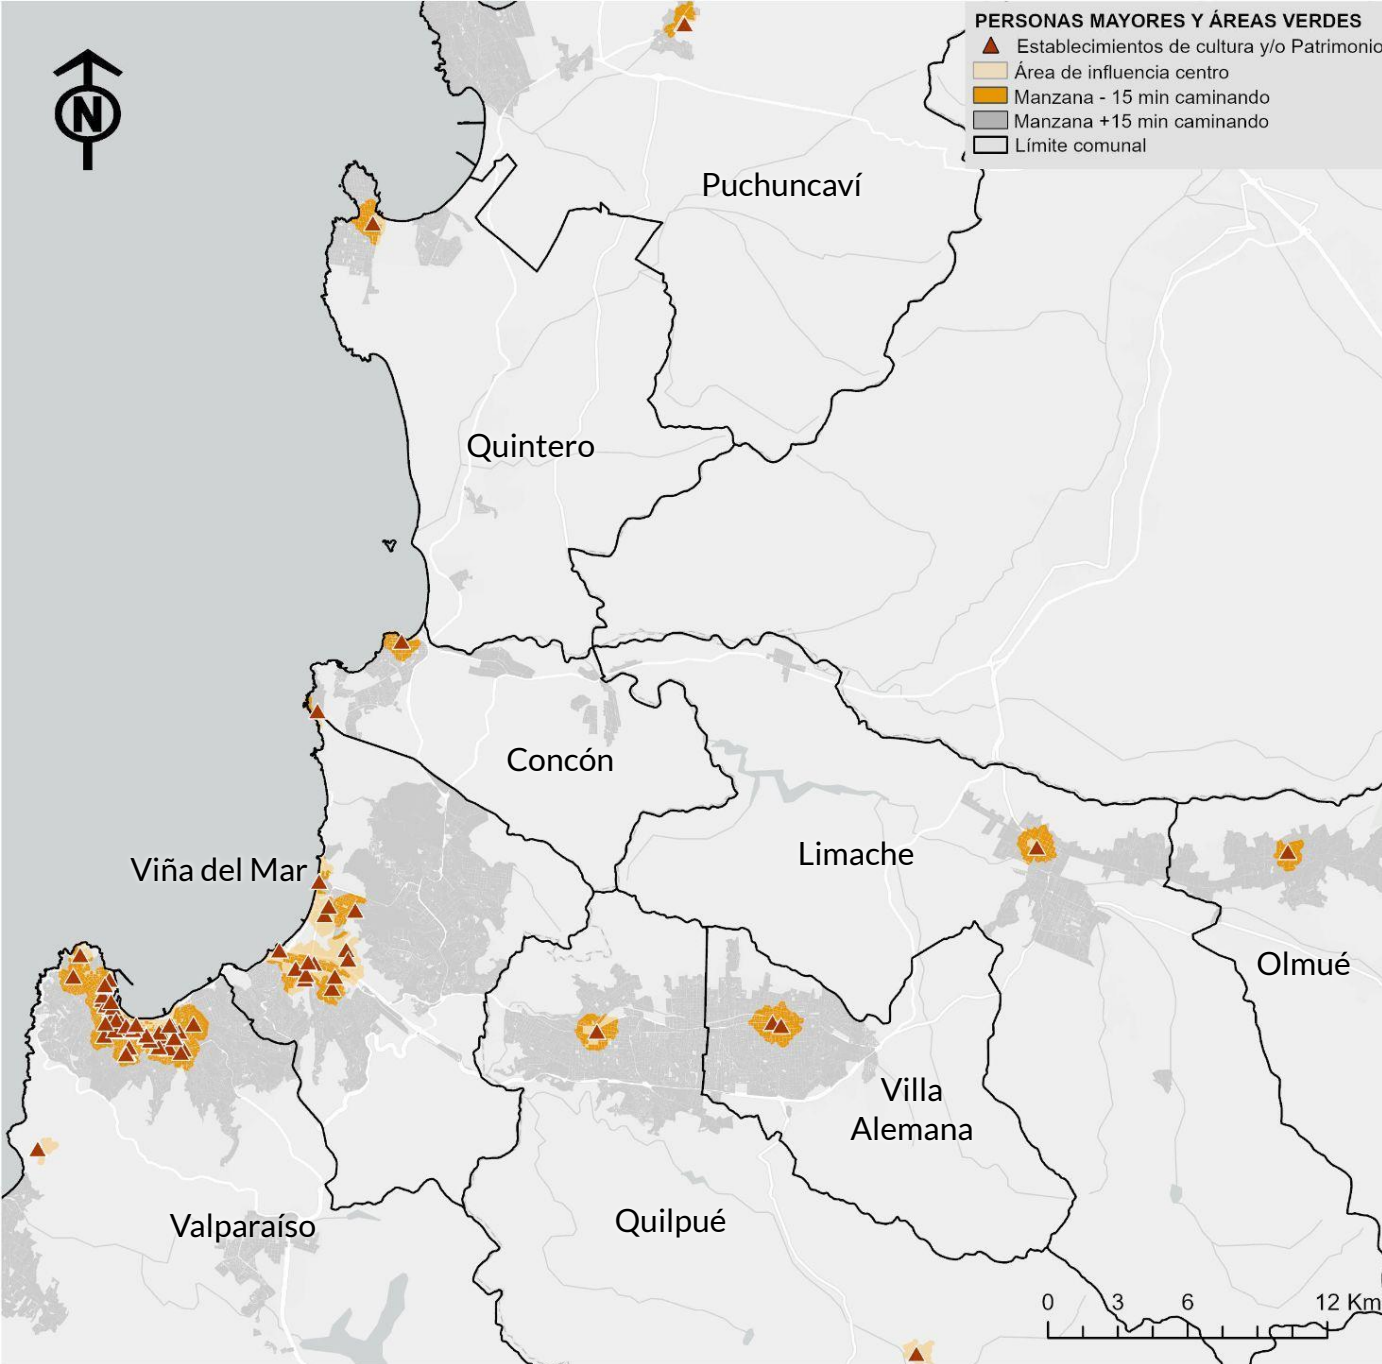 N
PERSONAS MAYORES Y ÁREAS VERDES
Establecimientos de cultura y/o Patrimonio
Área de influencia centro
Manzana - 15 min caminando
Manzana +15 min caminando
Límite comunal
Puchuncaví
Quintero
Concón
Viña del Mar
Limache
Olmué
Villa
Alemana
Valparaíso
Quilpué
0 3 6 12 Km